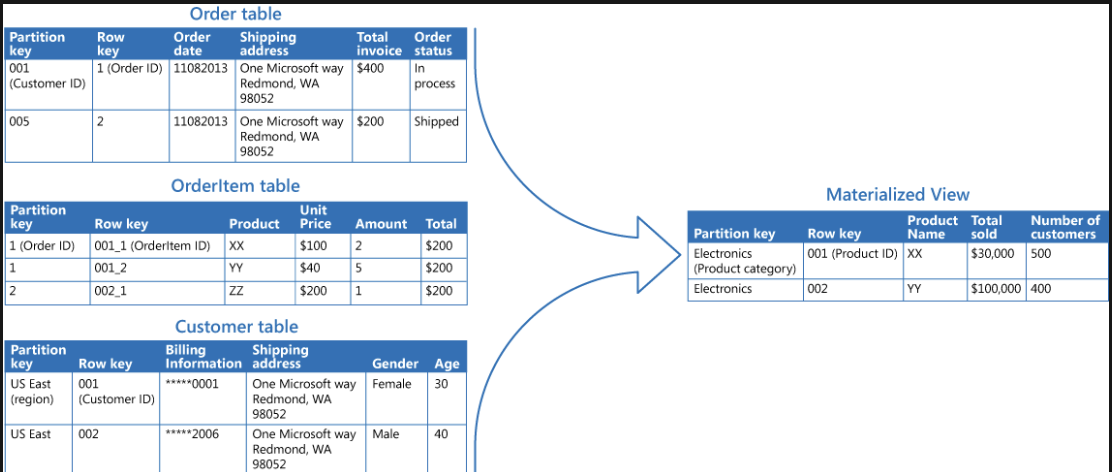 Order table
Partition key Row key Order date Shipping address Total invoice Order status
001 (Customer ID) 1 (Order ID) 11082013 One Microsoft way Redmond, WA 98052 $400 In process
005 2 11082013 One Microsoft way Redmond, WA 98052 $200 Shipped
OrderItem table
Partition key Row key Product Unit Price Amount Total
1 (Order ID) 001_1 (OrderItem ID) XX $100 2 $200
1 001_2 YY $40 5 $200
2 002_1 ZZ $200 1 $200
Customer table
Partition key Row key Billing Information Shipping address Gender Age
US East (region) 001 (Customer ID) *****0001 One Microsoft way Redmond, WA 98052 Female 30
US East 002 *****2006 One Microsoft way Redmond, WA 98052 Male 40
Materialized View
Partition key Row key Product Name Total sold Number of customers
Electronics (Product category) 001 (Product ID) XX $30,000 500
Electronics 002 YY $100,000 400